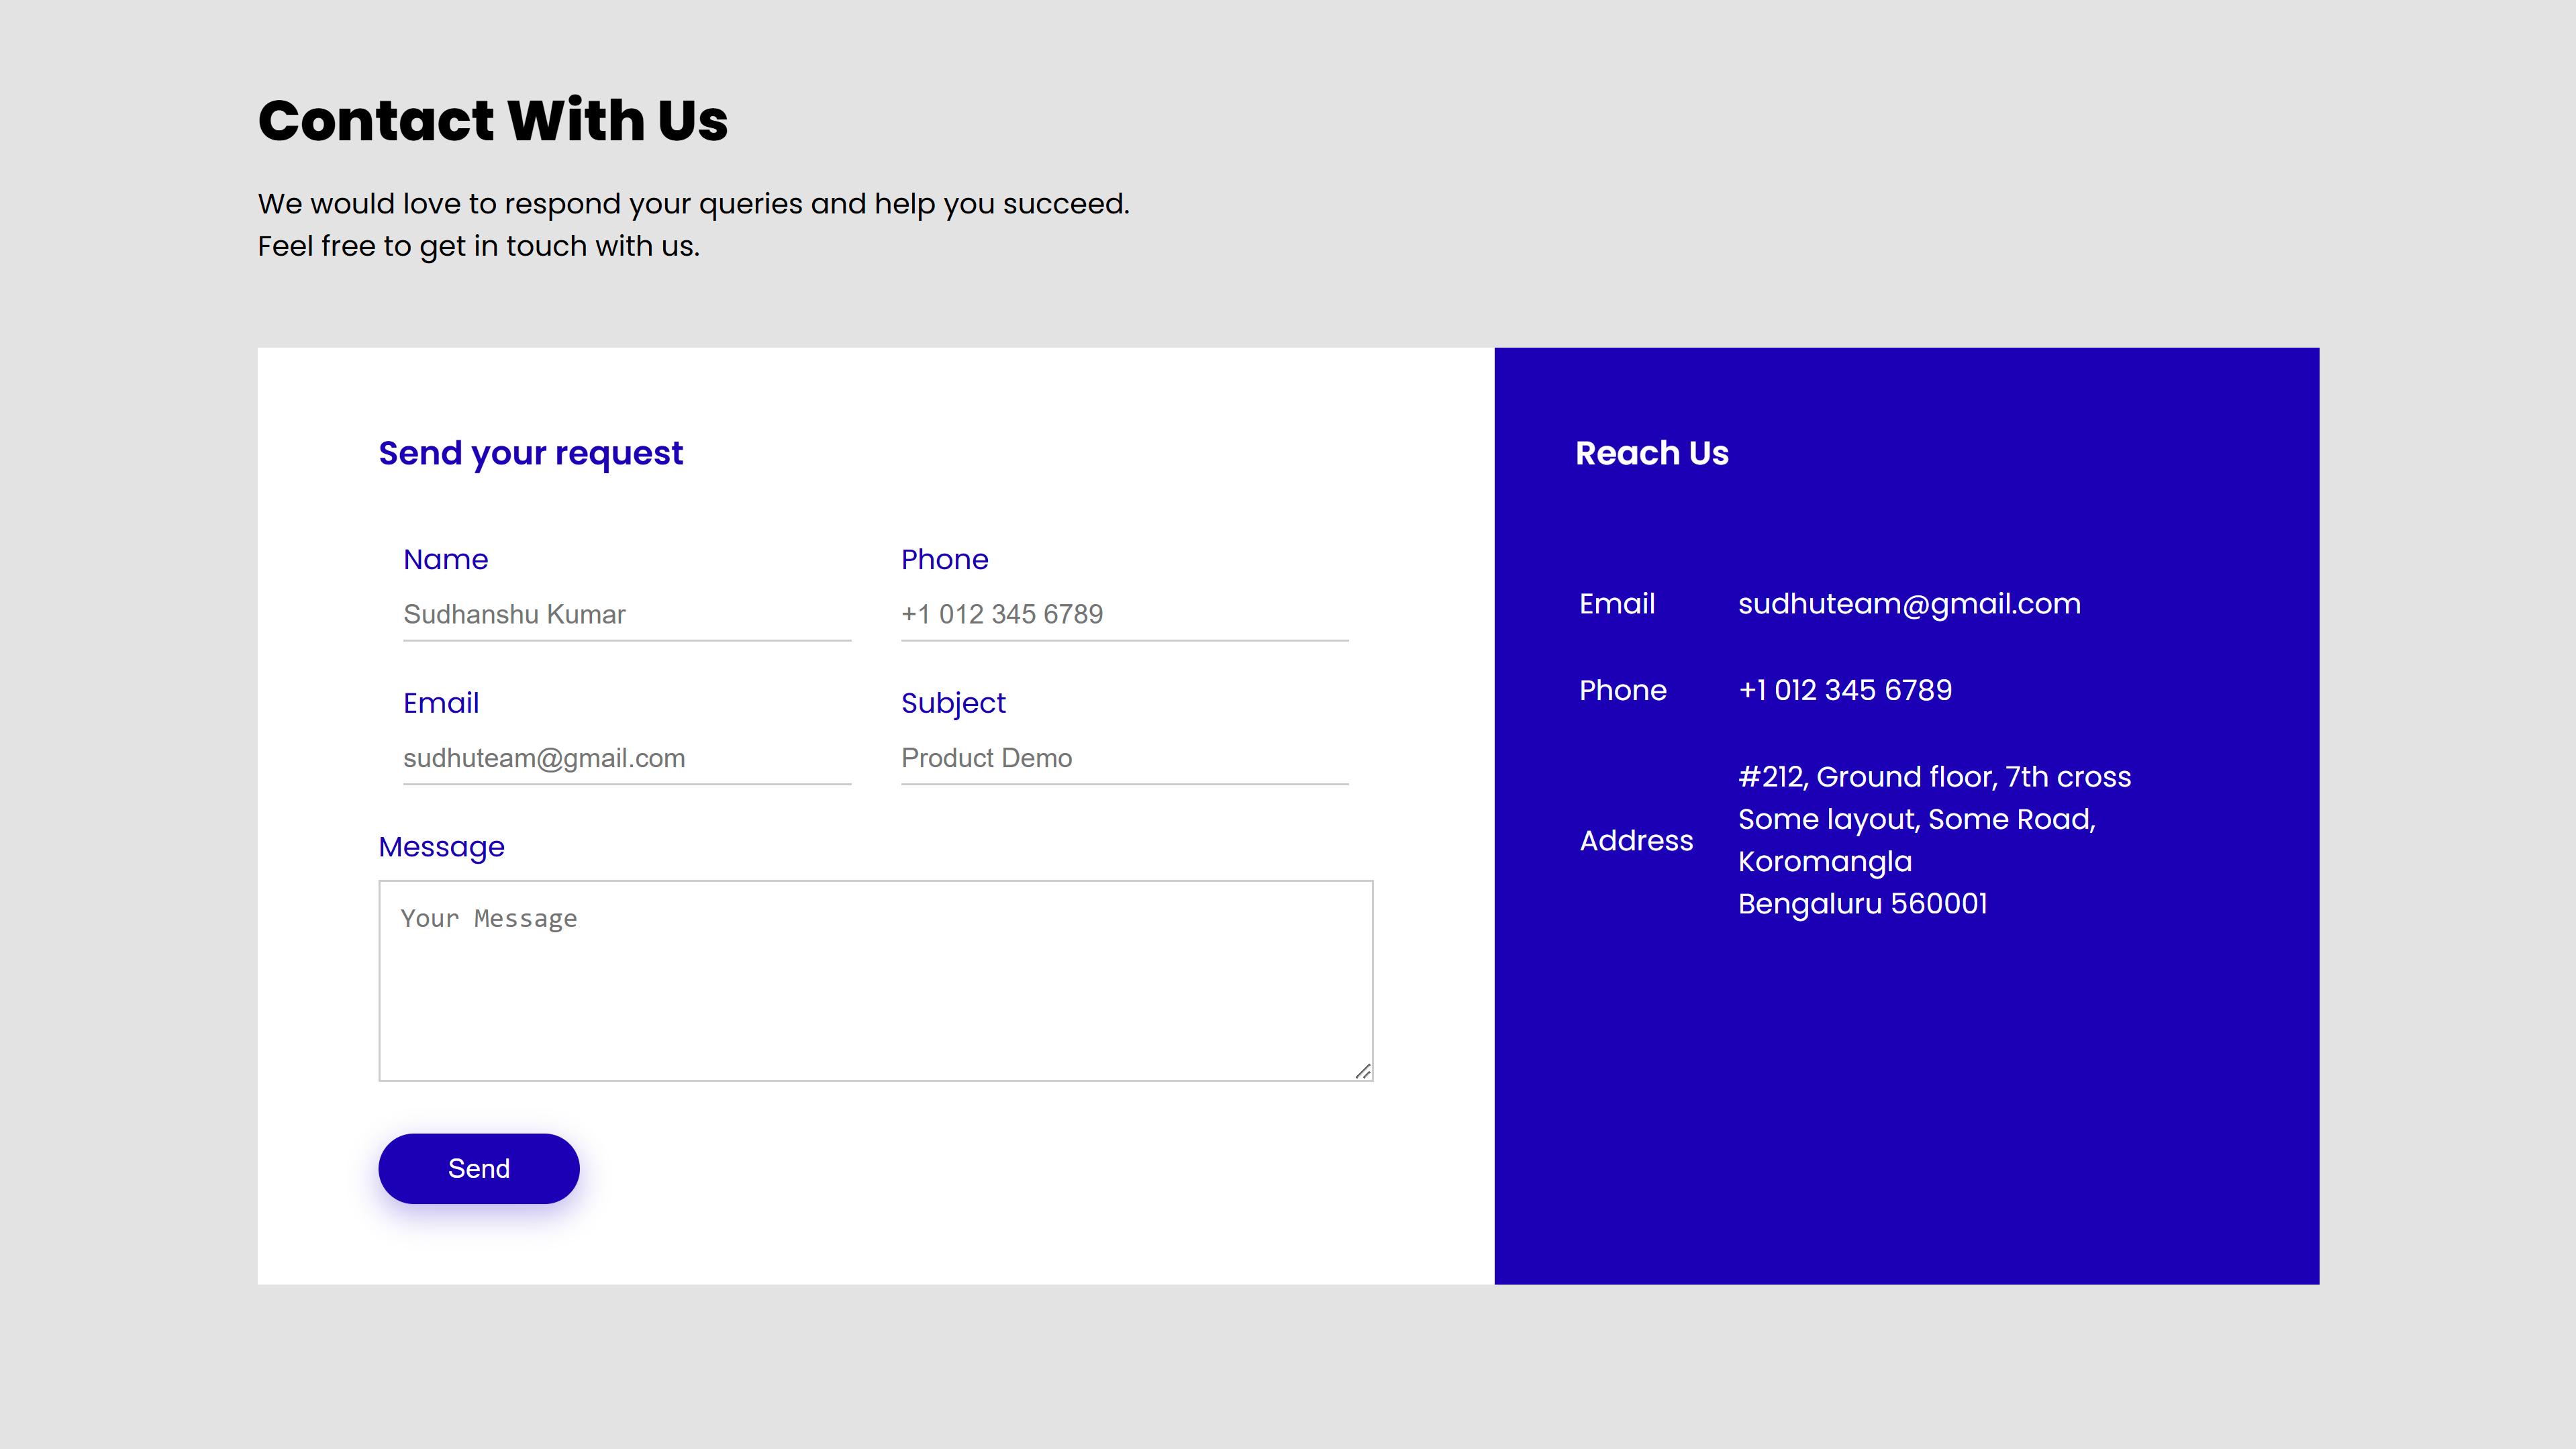 Contact With Us
We would love to respond your queries and help you succeed.
Feel free to get in touch with us.
Send your request
Name
Sudhanshu Kumar
Phone
+1 012 345 6789
Email
sudhuteam@gmail.com
Subject
Product Demo
Message
Your Message
Send
Reach Us
Email sudhuteam@gmail.com
Phone +1 012 345 6789
Address
#212, Ground floor, 7th cross
Some layout, Some Road,
Koromangla
Bengaluru 560001